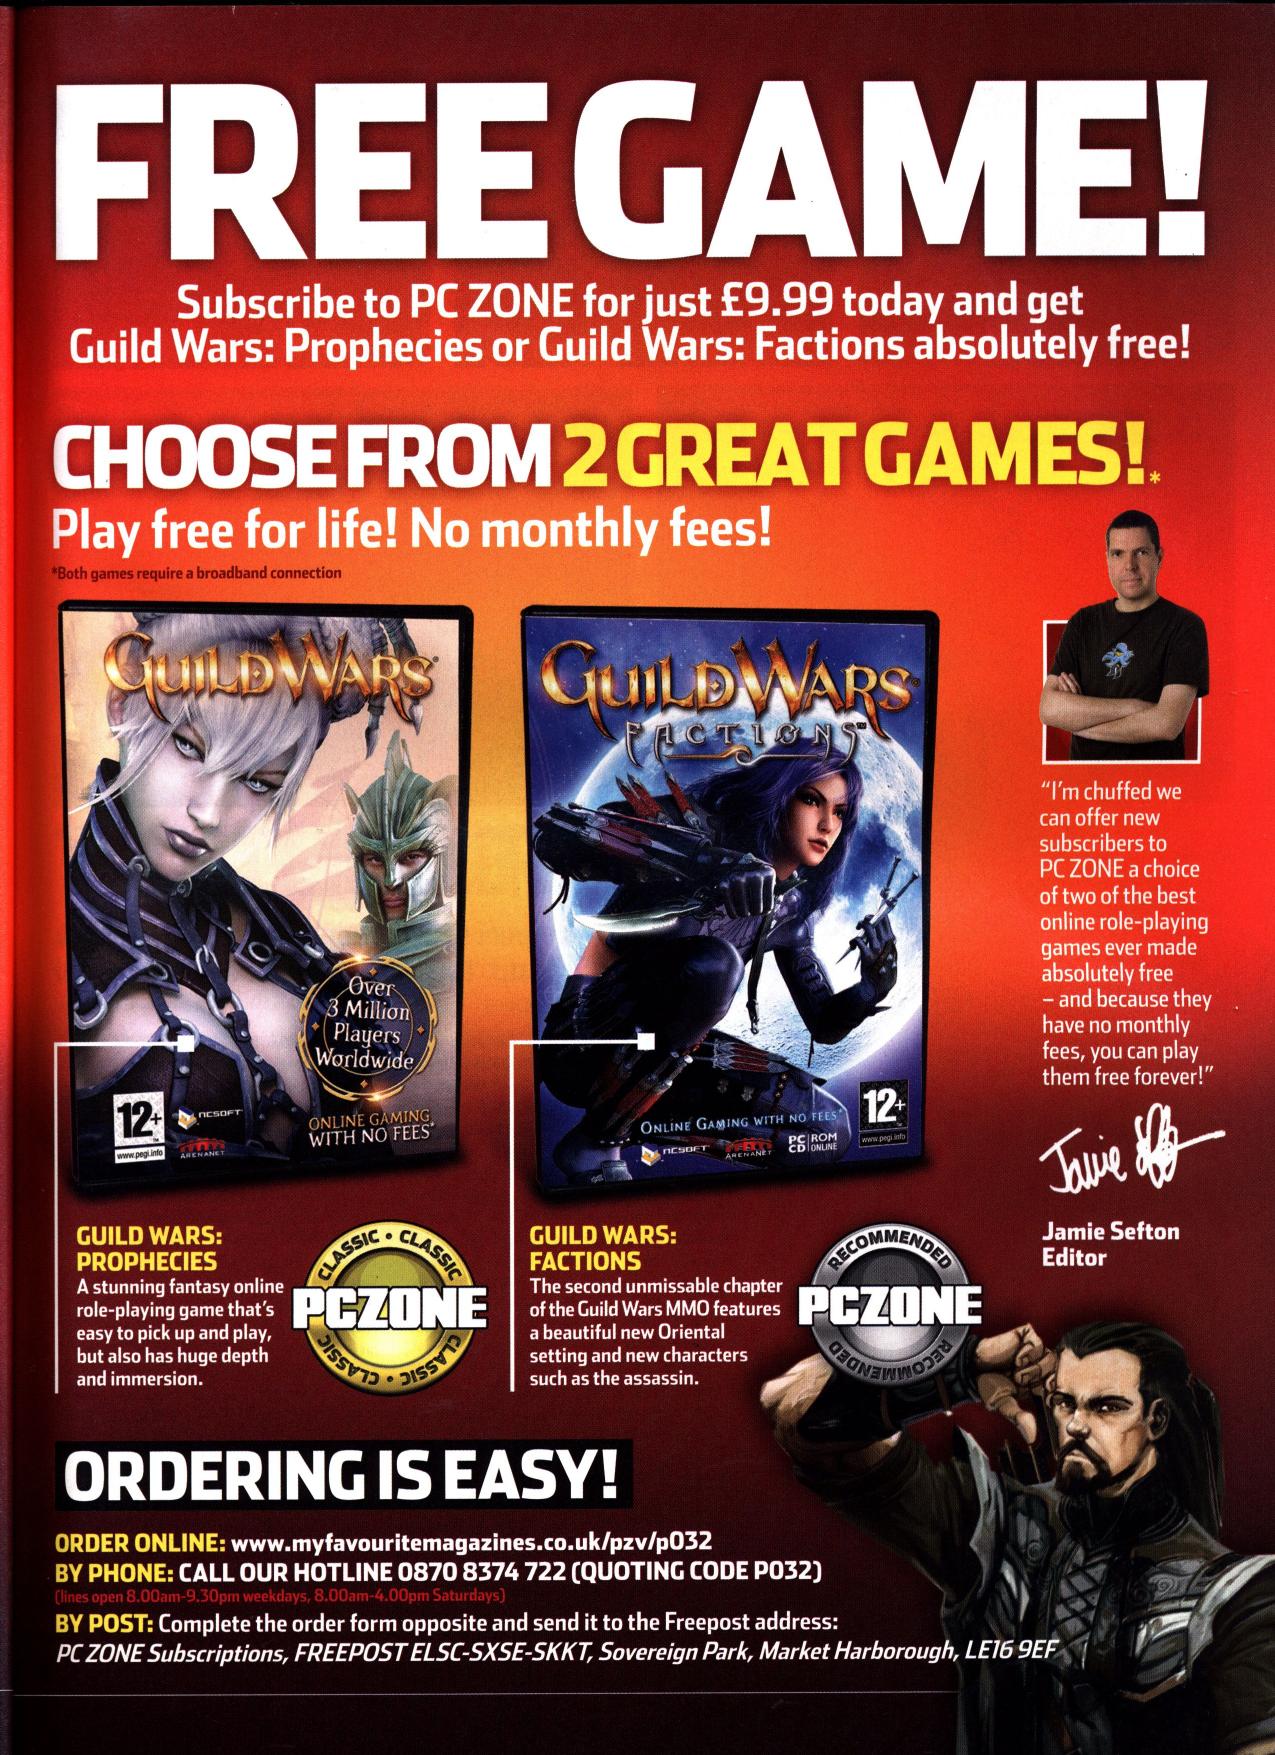 FREE GAME!
Subscribe to PC ZONE for just £9.99 today and get
Guild Wars: Prophecies or Guild Wars: Factions absolutely free!
CHOOSE FROM 2 GREAT GAMES!*
Play free for life! No monthly fees!
*Both games require a broadband connection
GUILD WARS®
Over
3 Million
Players
Worldwide
12+
www.pegi.info
NCSOFT
ARENANET
ONLINE GAMING
WITH NO FEES*
GUILD WARS®
FACTIONS™
ONLINE GAMING WITH NO FEES*
NCSOFT
ARENANET
PC CD ROM ONLINE
12+
www.pegi.info
"I'm chuffed we
can offer new
subscribers to
PC ZONE a choice
of two of the best
online role-playing
games ever made
absolutely free
– and because they
have no monthly
fees, you can play
them free forever!"
Jamie
Jamie Sefton
Editor
GUILD WARS:
PROPHECIES
A stunning fantasy online
role-playing game that's
easy to pick up and play,
but also has huge depth
and immersion.
CLASSIC • CLASSIC
PCZONE
CLASSIC • CLASSIC
GUILD WARS:
FACTIONS
The second unmissable chapter
of the Guild Wars MMO features
a beautiful new Oriental
setting and new characters
such as the assassin.
RECOMMENDED
PCZONE
RECOMMENDED
ORDERING IS EASY!
ORDER ONLINE: www.myfavouritemagazines.co.uk/pzv/p032
BY PHONE: CALL OUR HOTLINE 0870 8374 722 (QUOTING CODE P032)
(lines open 8.00am-9.30pm weekdays, 8.00am-4.00pm Saturdays)
BY POST: Complete the order form opposite and send it to the Freepost address:
PC ZONE Subscriptions, FREEPOST ELSC-SXSE-SKKT, Sovereign Park, Market Harborough, LE16 9EF